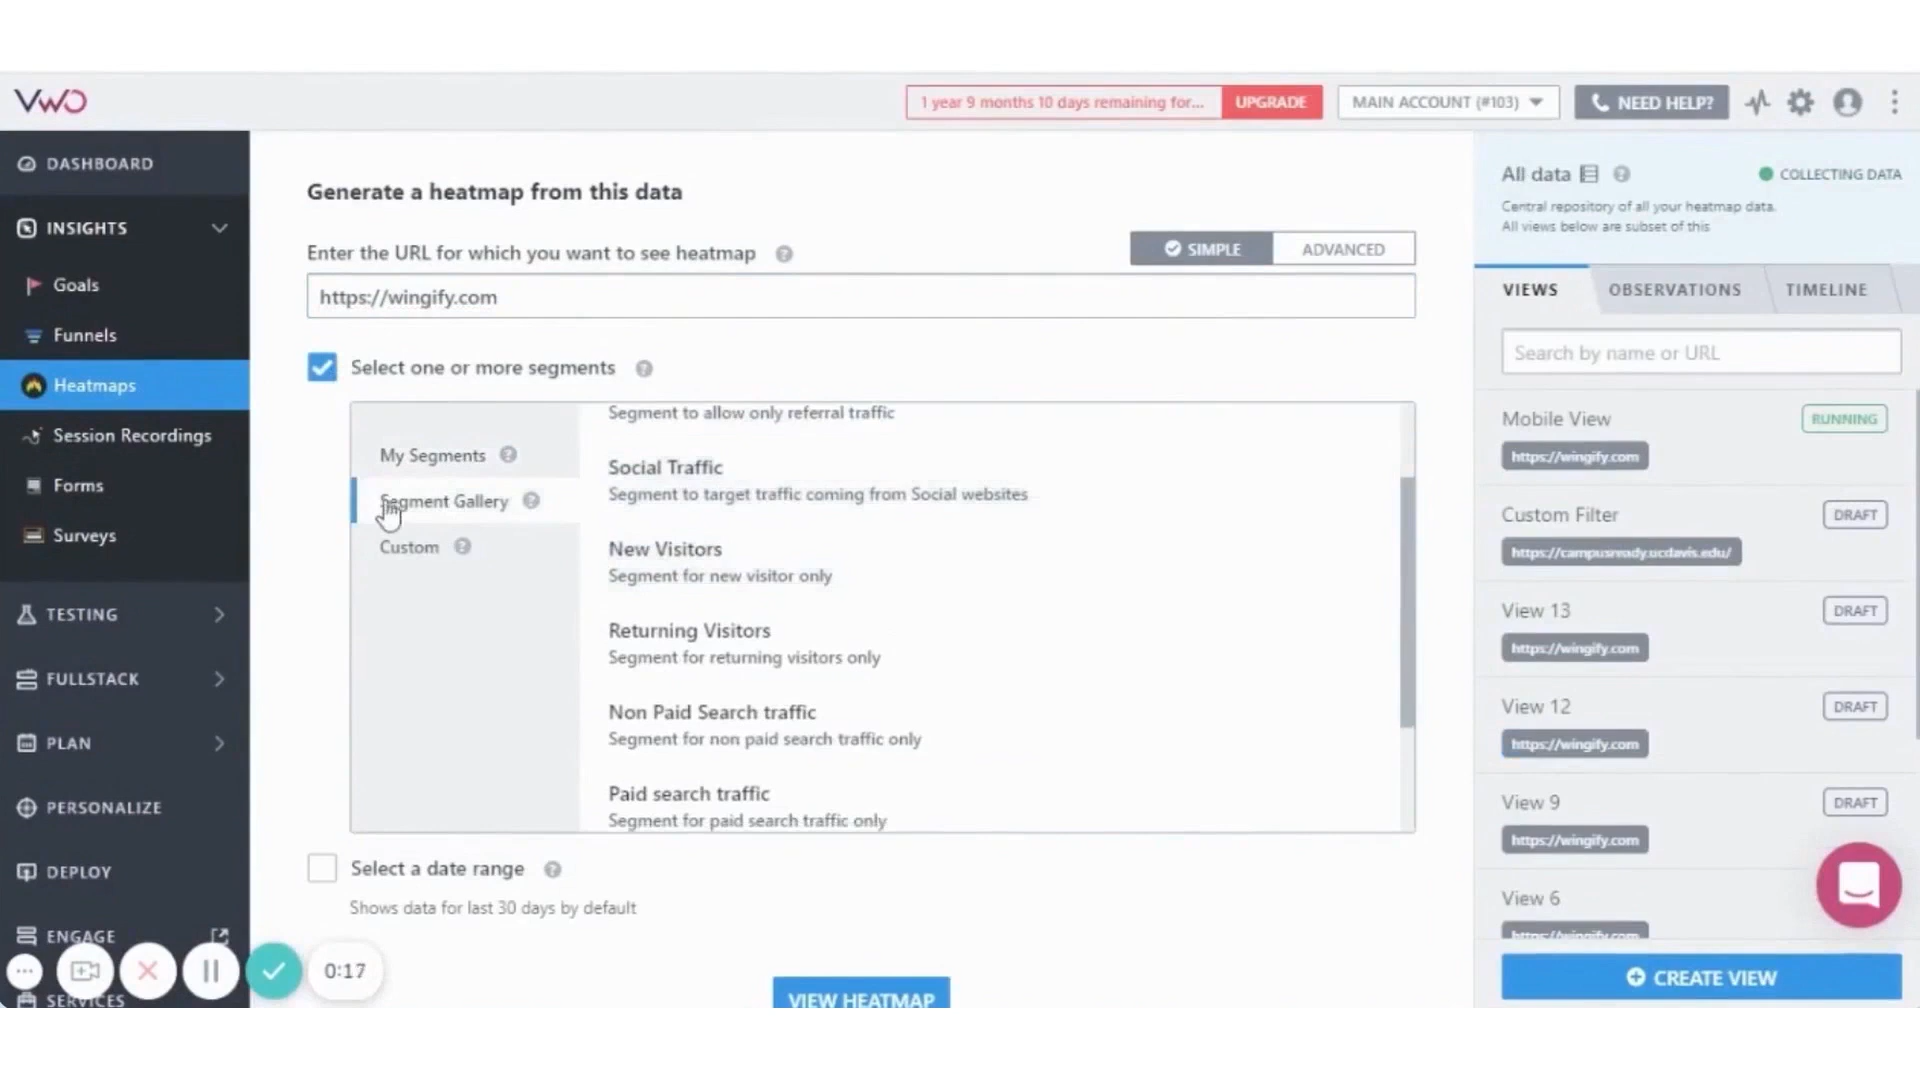 VWO
1 year 9 months 10 days remaining for...
UPGRADE
MAIN ACCOUNT (#103)
NEED HELP?
DASHBOARD
INSIGHTS
Goals
Funnels
Heatmaps
Session Recordings
Forms
Surveys
TESTING
FULLSTACK
PLAN
PERSONALIZE
DEPLOY
ENGAGE
SERVICES
0:17
Generate a heatmap from this data
Enter the URL for which you want to see heatmap
SIMPLE
ADVANCED
https://wingify.com
Select one or more segments
My Segments
Segment Gallery
Custom
Segment to allow only referral traffic
Social Traffic
Segment to target traffic coming from Social websites
New Visitors
Segment for new visitor only
Returning Visitors
Segment for returning visitors only
Non Paid Search traffic
Segment for non paid search traffic only
Paid search traffic
Segment for paid search traffic only
Select a date range
Shows data for last 30 days by default
VIEW HEATMAP
All data
COLLECTING DATA
Central repository of all your heatmap data.
All views below are subset of this
VIEWS
OBSERVATIONS
TIMELINE
Search by name or URL
Mobile View
RUNNING
https://wingify.com
Custom Filter
DRAFT
https://campusready.ucdavis.edu/
View 13
DRAFT
https://wingify.com
View 12
DRAFT
https://wingify.com
View 9
DRAFT
https://wingify.com
View 6
https://wingify.com
CREATE VIEW